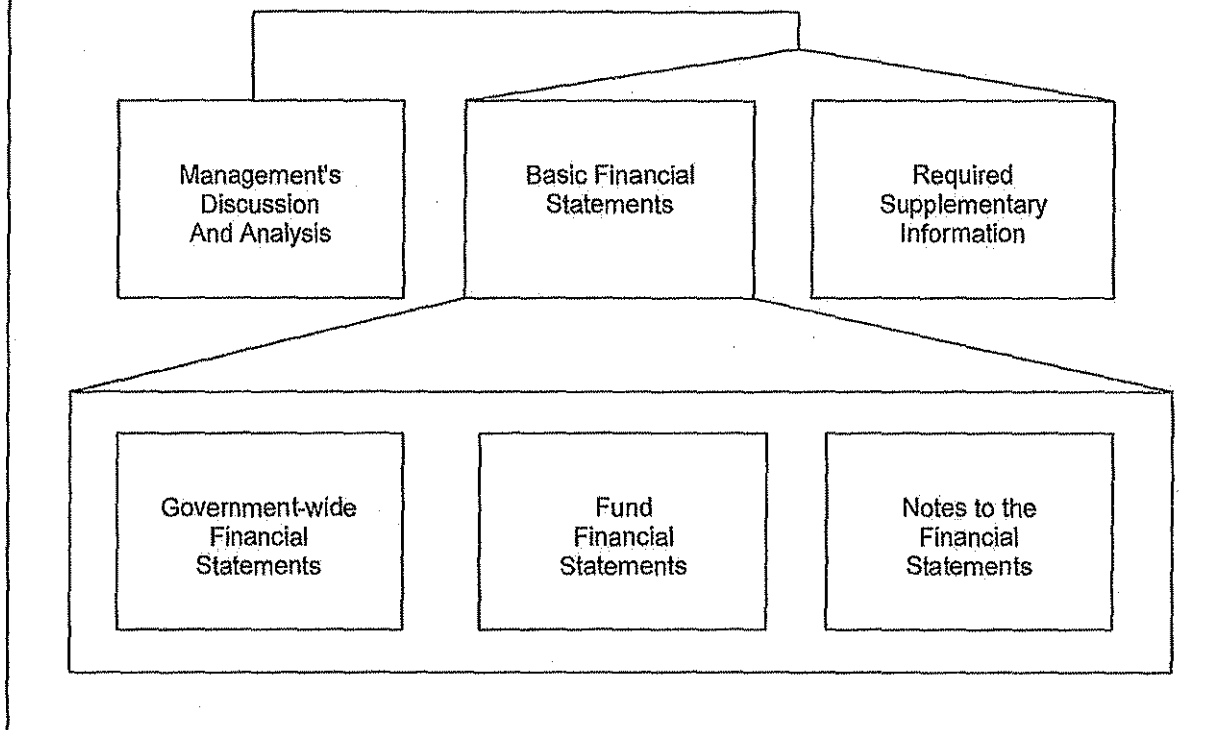 Management's
Discussion
And Analysis
Basic Financial
Statements
Required
Supplementary
Information
Government-wide
Financial
Statements
Fund
Financial
Statements
Notes to the
Financial
Statements